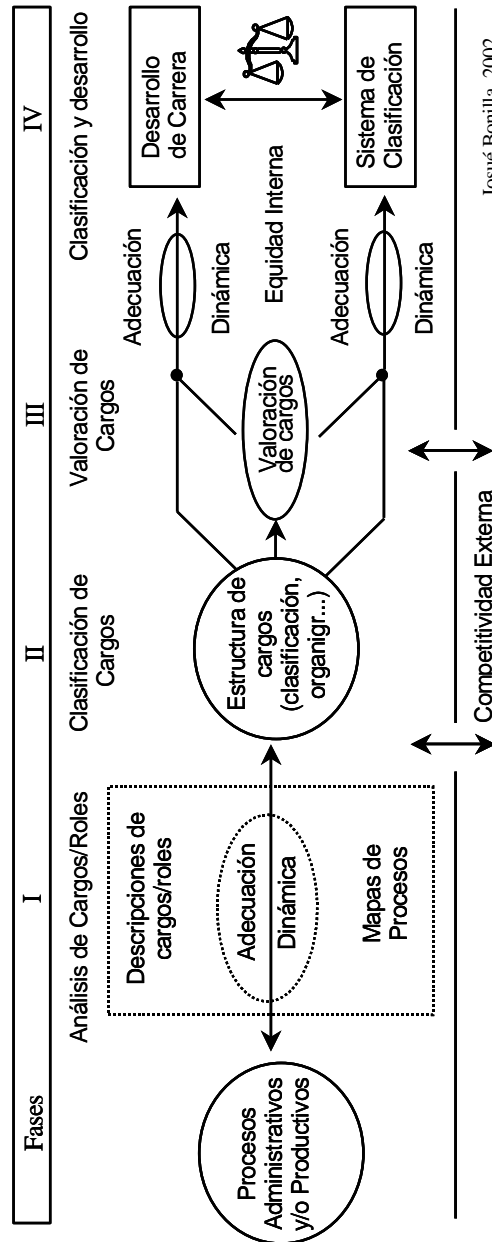 Fases I II III IV
Análisis de Cargos/Roles
Clasificación de
Cargos
Valoración de
Cargos
Clasificación y desarrollo
Procesos
Administrativos
y/o Productivos
Descripciones de
cargos/roles
Adecuación
Dinámica
Mapas de
Procesos
Estructura de
cargos
(clasificación,
organigr...)
Valoración
de cargos
Adecuación
Dinámica
Equidad Interna
Adecuación
Dinámica
Desarrollo
de Carrera
Sistema de
Clasificación
Competitividad Externa
Josué Bonilla, 2002